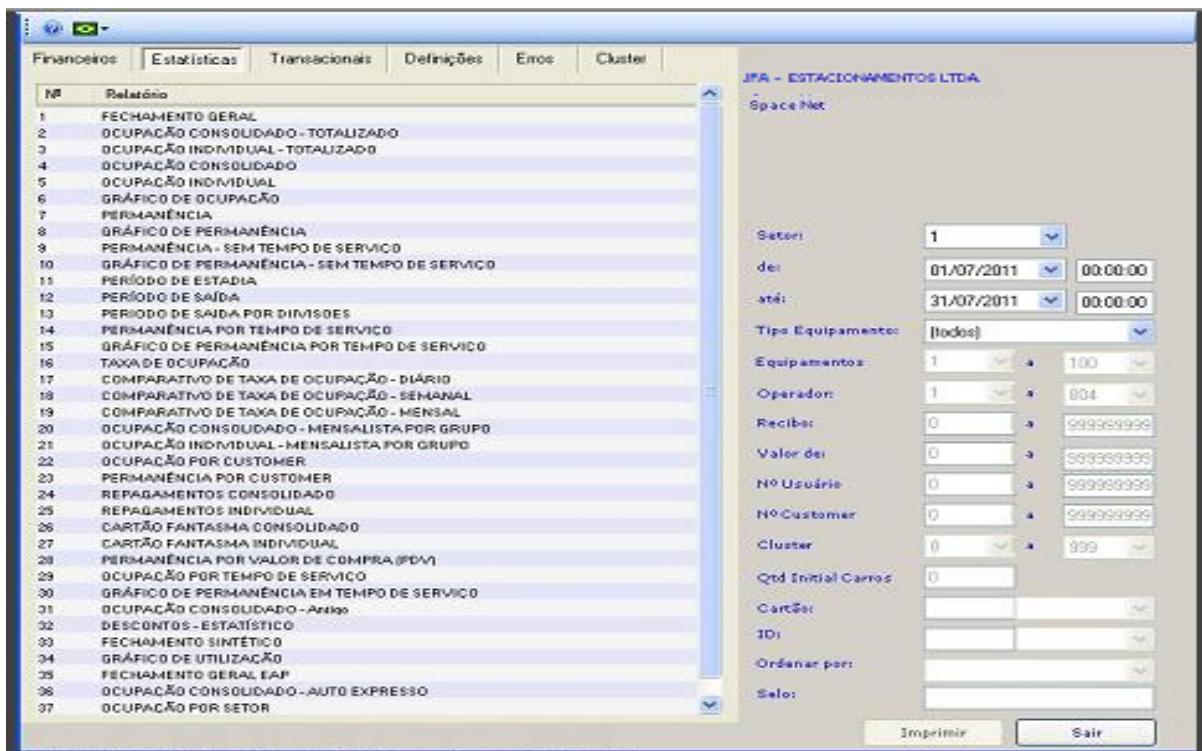 Financeiros Estatísticas Transacionais Definições Erros Cluster
Nº Relatório
1 FECHAMENTO GERAL
2 OCUPAÇÃO CONSOLIDADO - TOTALIZADO
3 OCUPAÇÃO INDIVIDUAL - TOTALIZADO
4 OCUPAÇÃO CONSOLIDADO
5 OCUPAÇÃO INDIVIDUAL
6 GRÁFICO DE OCUPAÇÃO
7 PERMANÊNCIA
8 GRÁFICO DE PERMANÊNCIA
9 PERMANÊNCIA - SEM TEMPO DE SERVIÇO
10 GRÁFICO DE PERMANÊNCIA - SEM TEMPO DE SERVIÇO
11 PERÍODO DE ESTADIA
12 PERÍODO DE SAÍDA
13 PERIODO DE SAIDA POR DIIVISOES
14 PERMANÊNCIA POR TEMPO DE SERVICO
15 GRÁFICO DE PERMANÊNCIA POR TEMPO DE SERVICO
16 TAXA DE OCUPAÇÃO
17 COMPARATIVO DE TAXA DE OCUPAÇÃO - DIÁRIO
18 COMPARATIVO DE TAXA DE OCUPAÇÃO - SEMANAL
19 COMPARATIVO DE TAXA DE OCUPAÇÃO - MENSAL
20 OCUPAÇÃO CONSOLIDADO - MENSALISTA POR GRUPO
21 OCUPAÇÃO INDIVIDUAL - MENSALISTA POR GRUPO
22 OCUPAÇÃO POR CUSTOMER
23 PERMANÊNCIA POR CUSTOMER
24 REPAGAMENTOS CONSOLIDADO
25 REPAGAMENTOS INDIVIDUAL
26 CARTÃO FANTASMA CONSOLIDADO
27 CARTÃO FANTASMA INDIVIDUAL
28 PERMANÊNCIA POR VALOR DE COMPRA (PDV)
29 OCUPAÇÃO POR TEMPO DE SERVICO
30 GRÁFICO DE PERMANÊNCIA EM TEMPO DE SERVICO
31 OCUPAÇÃO CONSOLIDADO - Antigo
32 DESCONTOS - ESTATÍSTICO
33 FECHAMENTO SINTÉTICO
34 GRÁFICO DE UTILIZAÇÃO
35 FECHAMENTO GERAL EAP
36 OCUPAÇÃO CONSOLIDADO - AUTO EXPRESSO
37 OCUPAÇÃO POR SETOR
JPA - ESTACIONAMENTOS LTDA.
Space Net
Setor: 1
de: 01/07/2011 00:00:00
até: 31/07/2011 00:00:00
Tipo Equipamento: (todos)
Equipamentos 1 a 100
Operador: 1 a 804
Recibo: 0 a 999999999
Valor de: 0 a 999999999
Nº Usuário 0 a 999999999
Nº Customer 0 a 999999999
Cluster 0 a 999
Qtd Initial Carros 0
Cartão:
ID:
Ordenar por:
Selo:
Imprimir Sair